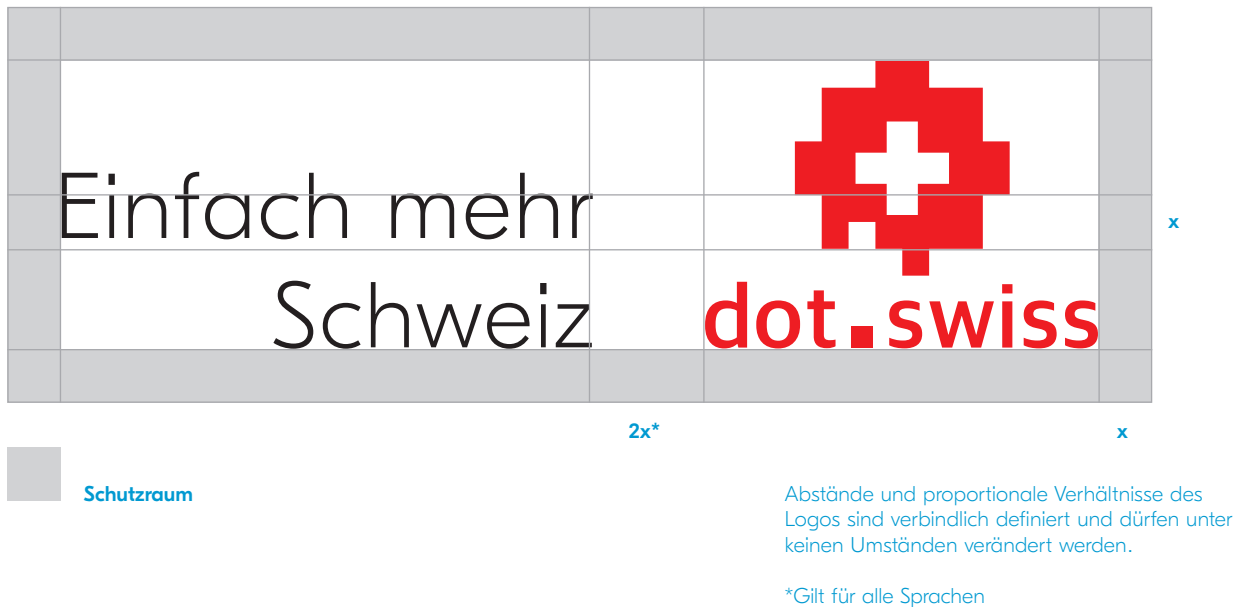 Einfach mehr
Schweiz
dot.swiss
x
2x*
x
Schutzraum
Abstände und proportionale Verhältnisse des
Logos sind verbindlich definiert und dürfen unter
keinen Umständen verändert werden.
*Gilt für alle Sprachen